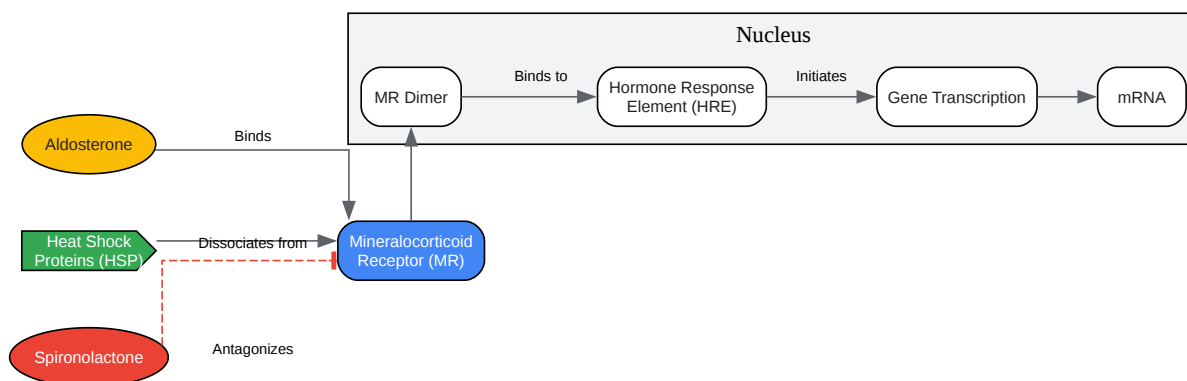 Nucleus
MR Dimer
Binds to
Hormone Response
Element (HRE)
Initiates
Gene Transcription
mRNA
Aldosterone
Binds
Heat Shock
Proteins (HSP)
Dissociates from
Mineralocorticoid
Receptor (MR)
Spironolactone
Antagonizes